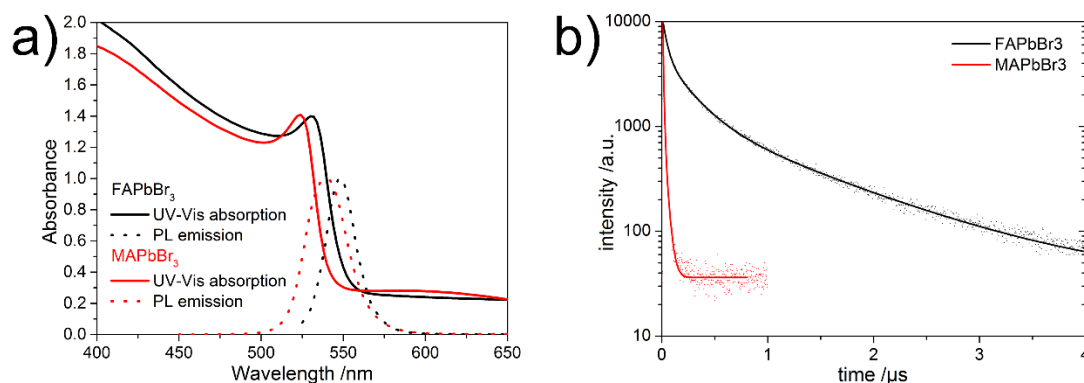 a)
2.0
1.8
1.6
1.4
1.2
1.0
0.8
0.6
0.4
0.2
0.0
Absorbance
FAPbBr₃
UV-Vis absorption
PL emission
MAPbBr₃
UV-Vis absorption
PL emission
400 450 500 550 600 650
Wavelength /nm
b)
10000
1000
100
10
intensity /a.u.
FAPbBr3
MAPbBr3
0 1 2 3 4
time /µs